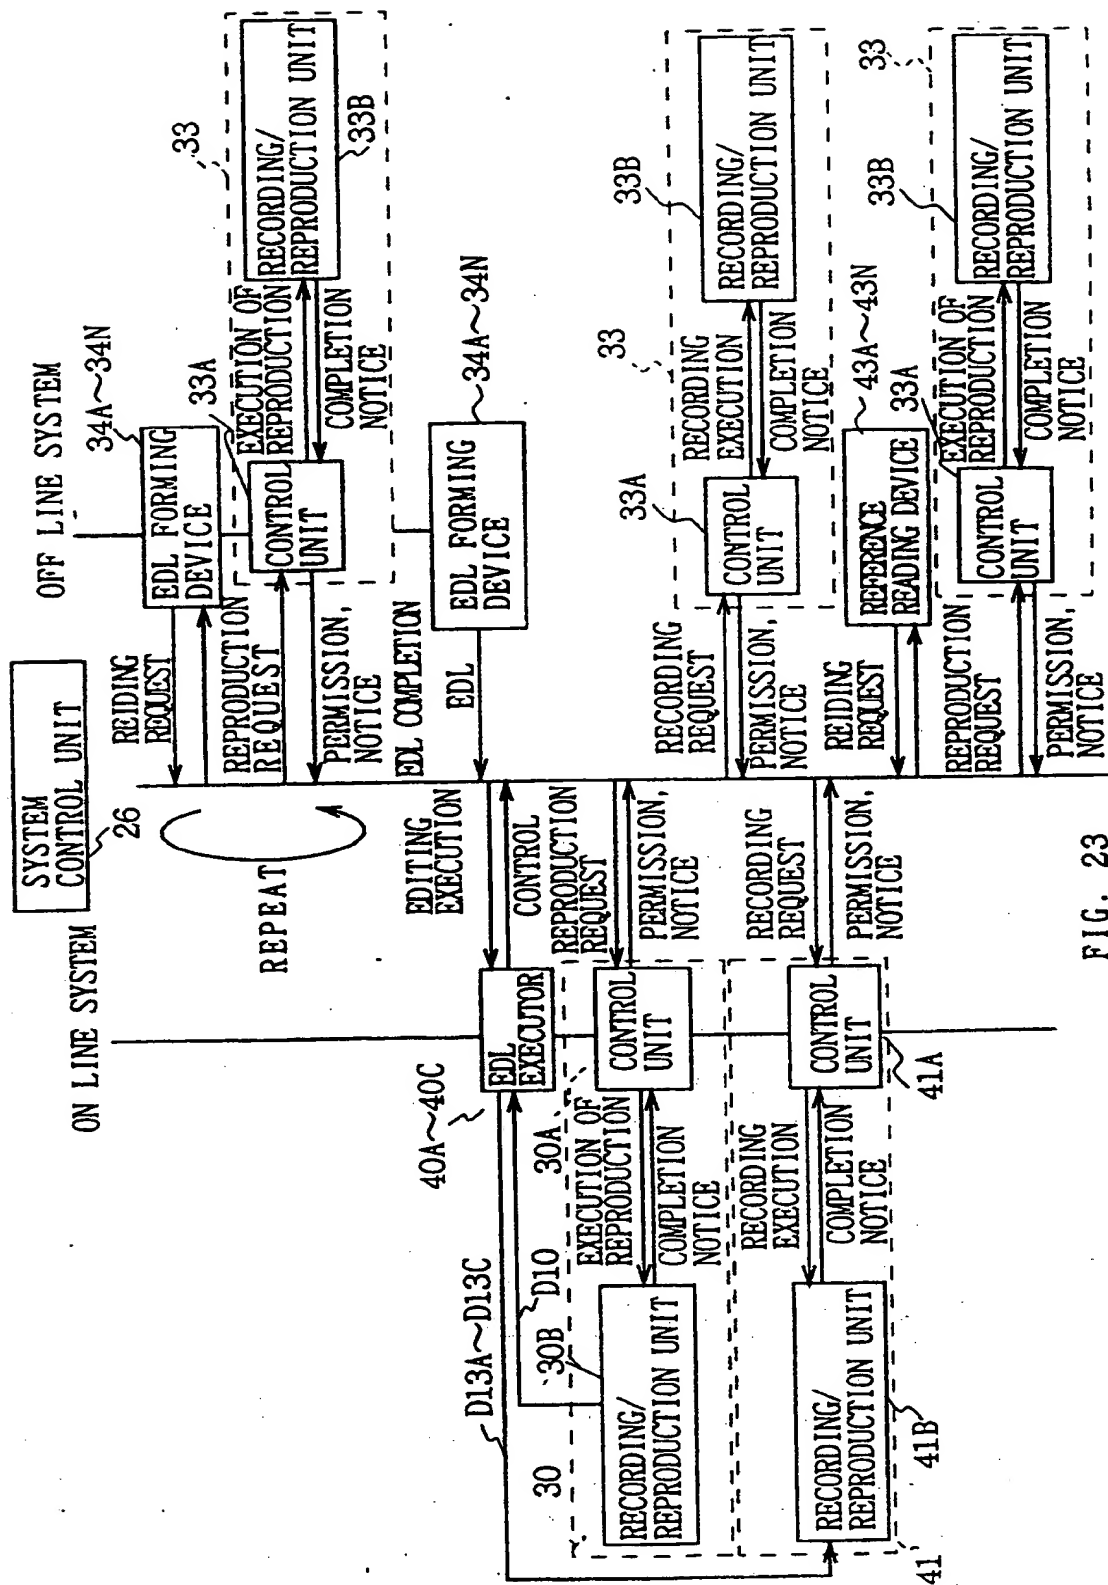 ON LINE SYSTEM
SYSTEM
CONTROL UNIT
26
OFF LINE SYSTEM
REPEAT
REIDING
REQUEST
EDL FORMING
DEVICE
34A~34N
REPRODUCTION
REQUEST
PERMISSION,
NOTICE
33A
CONTROL
UNIT
EXECUTION OF
REPRODUCTION
COMPLETION
NOTICE
RECORDING/
REPRODUCTION UNIT
33B
33
EDL COMPLETION
EDL
EDL FORMING
DEVICE
34A~34N
EDITING
EXECUTION
CONTROL
EDL
EXECUTOR
40A~40C
D13A~D13C
D10
REPRODUCTION
REQUEST
PERMISSION,
NOTICE
CONTROL
UNIT
30A
EXECUTION OF
REPRODUCTION
COMPLETION
NOTICE
30B
RECORDING/
REPRODUCTION UNIT
30
RECORDING
REQUEST
PERMISSION,
NOTICE
33A
CONTROL
UNIT
RECORDING
EXECUTION
COMPLETION
NOTICE
33
33B
RECORDING/
REPRODUCTION UNIT
RECORDING
REQUEST
PERMISSION,
NOTICE
CONTROL
UNIT
41A
RECORDING
EXECUTION
COMPLETION
NOTICE
RECORDING/
REPRODUCTION UNIT
41B
41
REIDING
REQUEST
REFERENCE
READING DEVICE
43A~43N
REPRODUCTION
REQUEST
PERMISSION,
NOTICE
CONTROL
UNIT
33A
EXECUTION OF
REPRODUCTION
COMPLETION
NOTICE
33B
RECORDING/
REPRODUCTION UNIT
33
FIG. 23